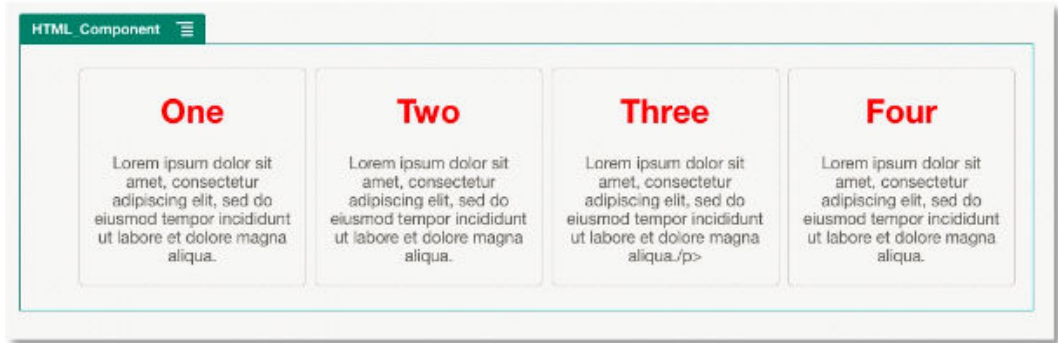 HTML_Component
One
Lorem ipsum dolor sit
amet, consectetur
adipiscing elit, sed do
eiusmod tempor incididunt
ut labore et dolore magna
aliqua.
Two
Lorem ipsum dolor sit
amet, consectetur
adipiscing elit, sed do
eiusmod tempor incididunt
ut labore et dolore magna
aliqua.
Three
Lorem ipsum dolor sit
amet, consectetur
adipiscing elit, sed do
eiusmod tempor incididunt
ut labore et dolore magna
aliqua./p>
Four
Lorem ipsum dolor sit
amet, consectetur
adipiscing elit, sed do
eiusmod tempor incididunt
ut labore et dolore magna
aliqua.